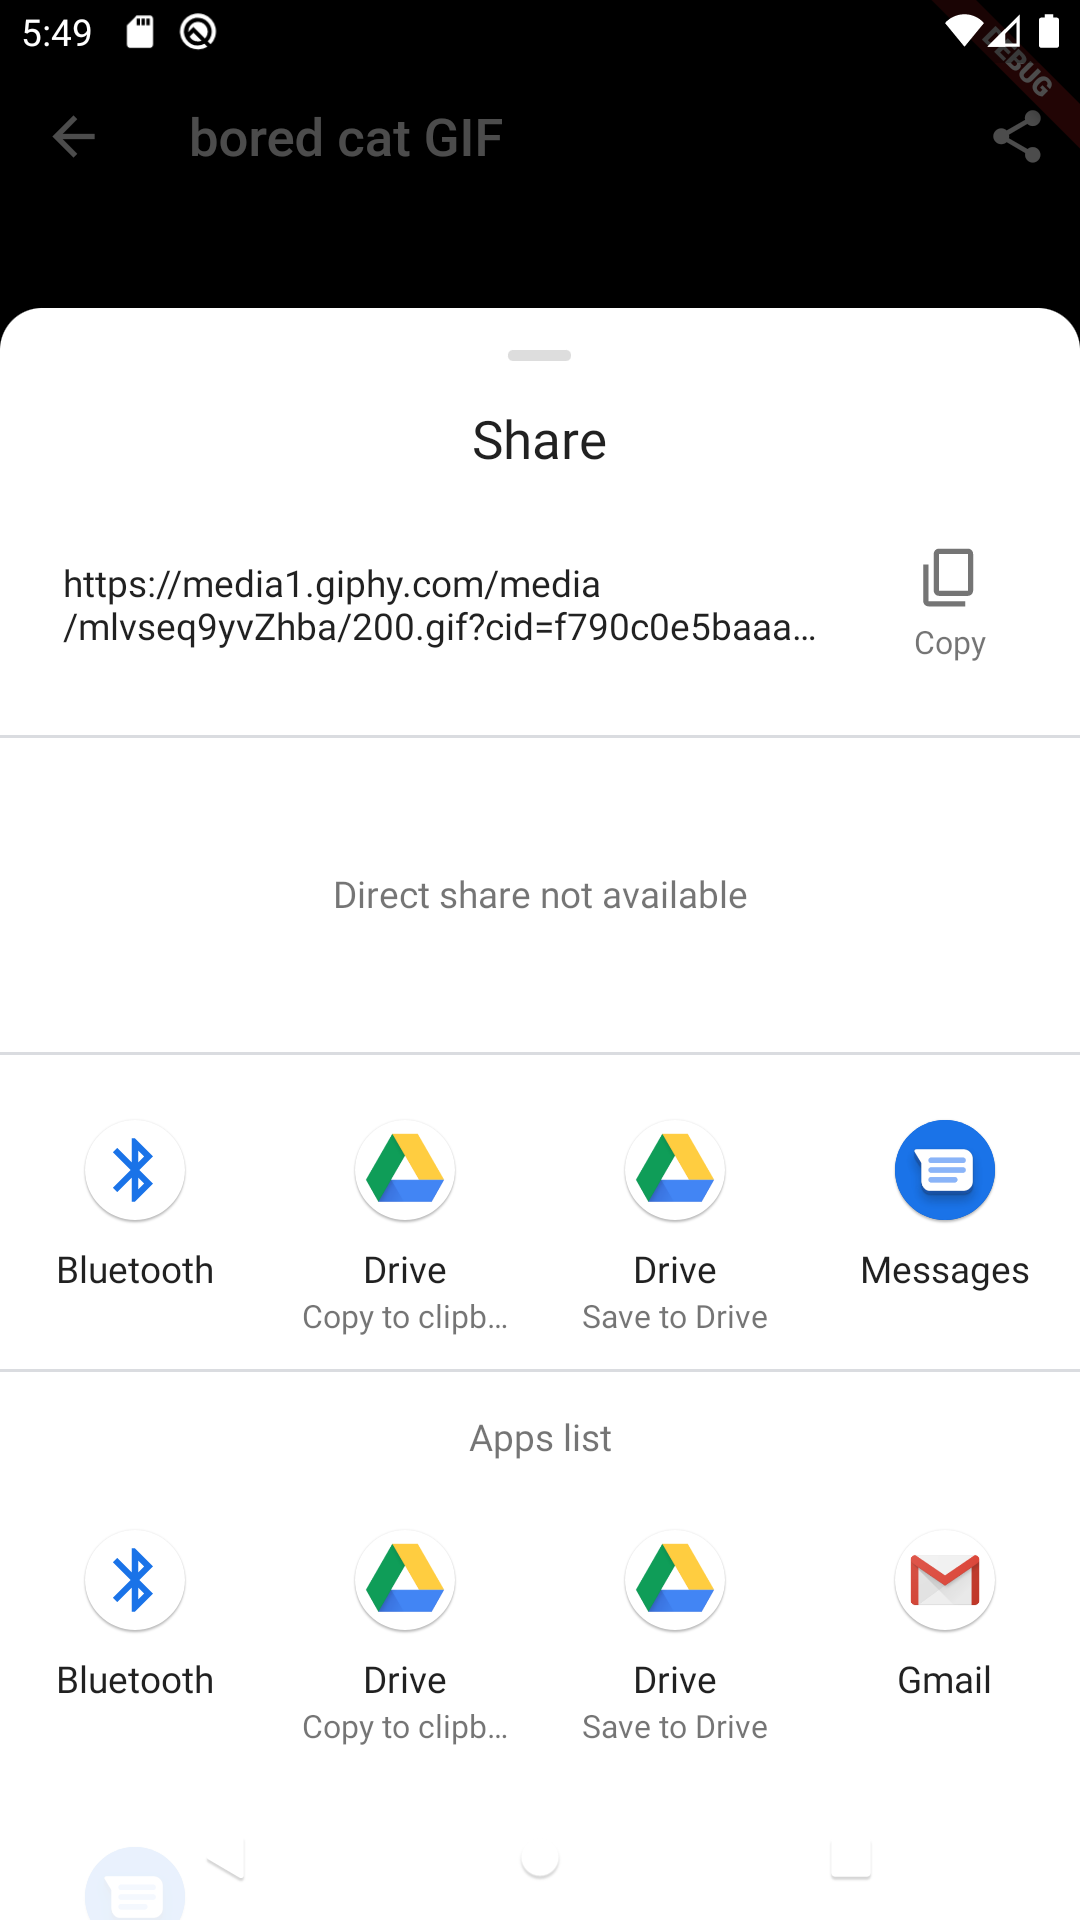 5:49
DEBUG
bored cat GIF
Share
https://media1.giphy.com/media
/mlvseq9yvZhba/200.gif?cid=f790c0e5baaa…
Copy
Direct share not available
Bluetooth
Drive
Copy to clipb…
Drive
Save to Drive
Messages
Apps list
Bluetooth
Drive
Copy to clipb…
Drive
Save to Drive
Gmail